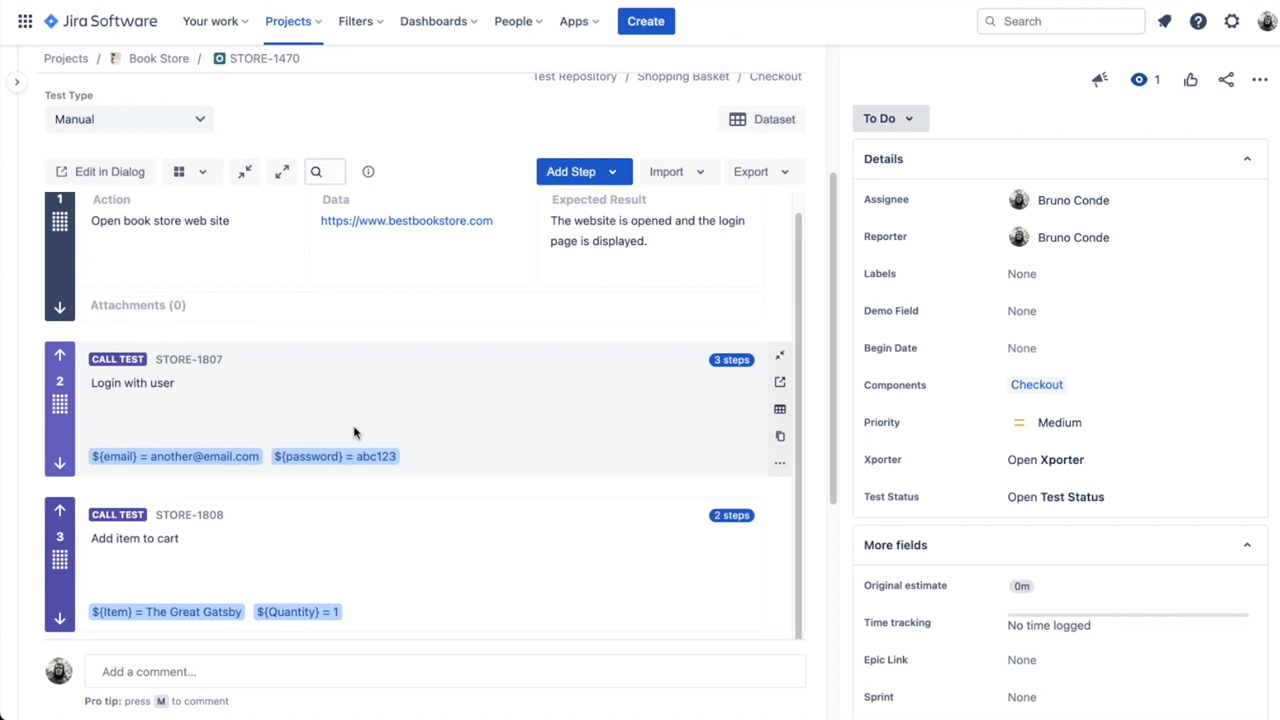 Jira Software Your work Projects Filters Dashboards People Apps Create Search
Projects / Book Store / STORE-1470
Test Repository / Shopping Basket / Checkout
Test Type
Manual
Dataset
Edit in Dialog
Add Step Import Export
1
Action Data Expected Result
Open book store web site https://www.bestbookstore.com The website is opened and the login
page is displayed.
Attachments (0)
2
CALL TEST STORE-1807 3 steps
Login with user
${email} = another@email.com ${password} = abc123
3
CALL TEST STORE-1808 2 steps
Add item to cart
${Item} = The Great Gatsby ${Quantity} = 1
Add a comment...
Pro tip: press M to comment
1
To Do
Details
Assignee Bruno Conde
Reporter Bruno Conde
Labels None
Demo Field None
Begin Date None
Components Checkout
Priority Medium
Xporter Open Xporter
Test Status Open Test Status
More fields
Original estimate 0m
Time tracking No time logged
Epic Link None
Sprint None